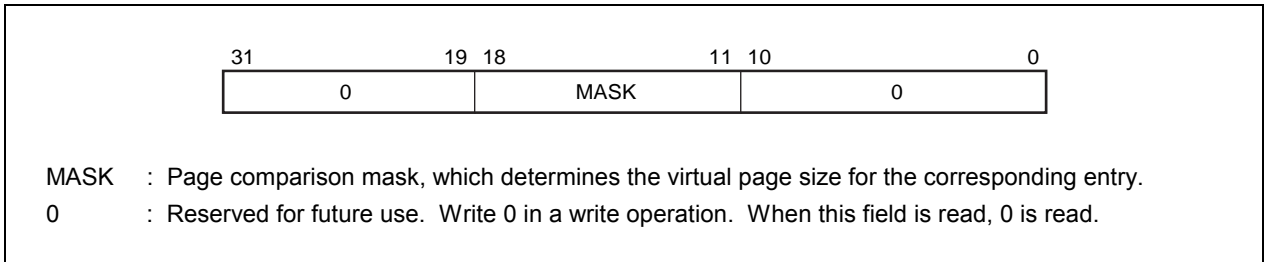 31 19 18 11 10 0
0 MASK 0
MASK : Page comparison mask, which determines the virtual page size for the corresponding entry.
0 : Reserved for future use. Write 0 in a write operation. When this field is read, 0 is read.